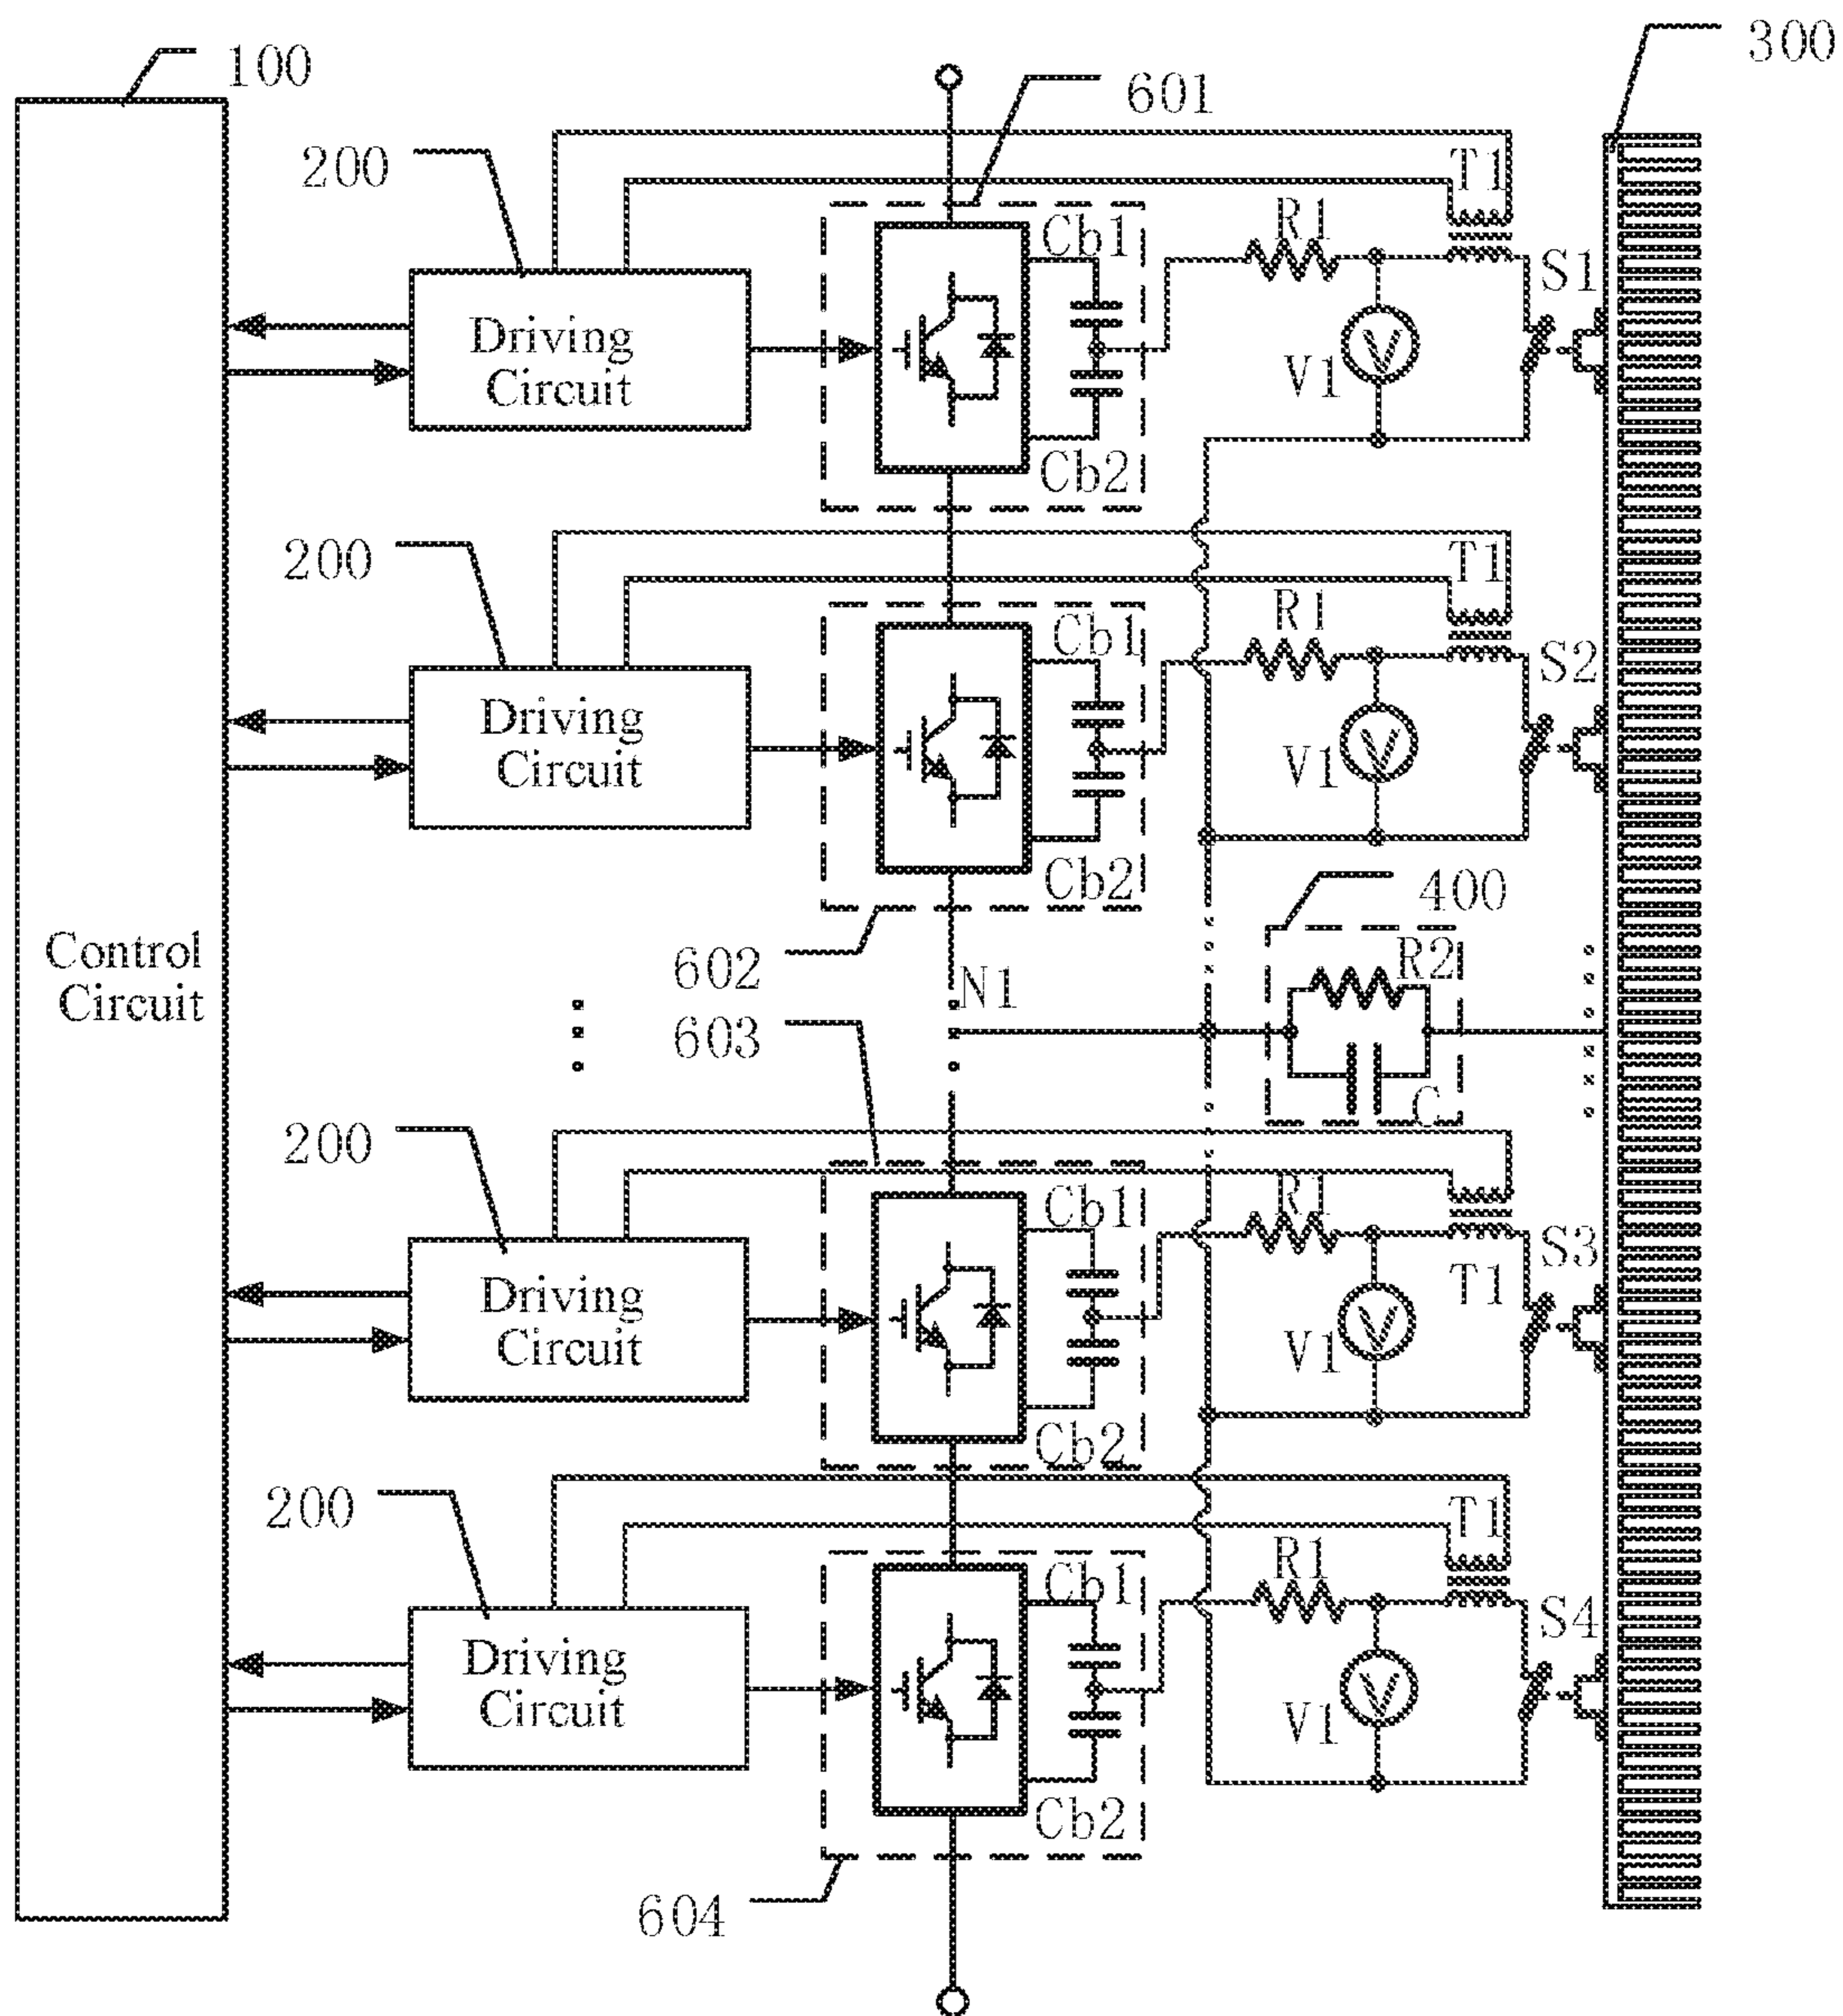 100
300
601
200
T1
Cb1
R1
S1
Driving
Circuit
V
V1
Cb2
200
T1
R1
Cb1
S2
Driving
Circuit
V
V1
Cb2
400
Control
Circuit
602
R2
N1
603
C
200
Cb1
R1
S3
Driving
Circuit
T1
V
V1
Cb2
200
T1
R1
Cb1
S4
Driving
Circuit
V
V1
Cb2
604